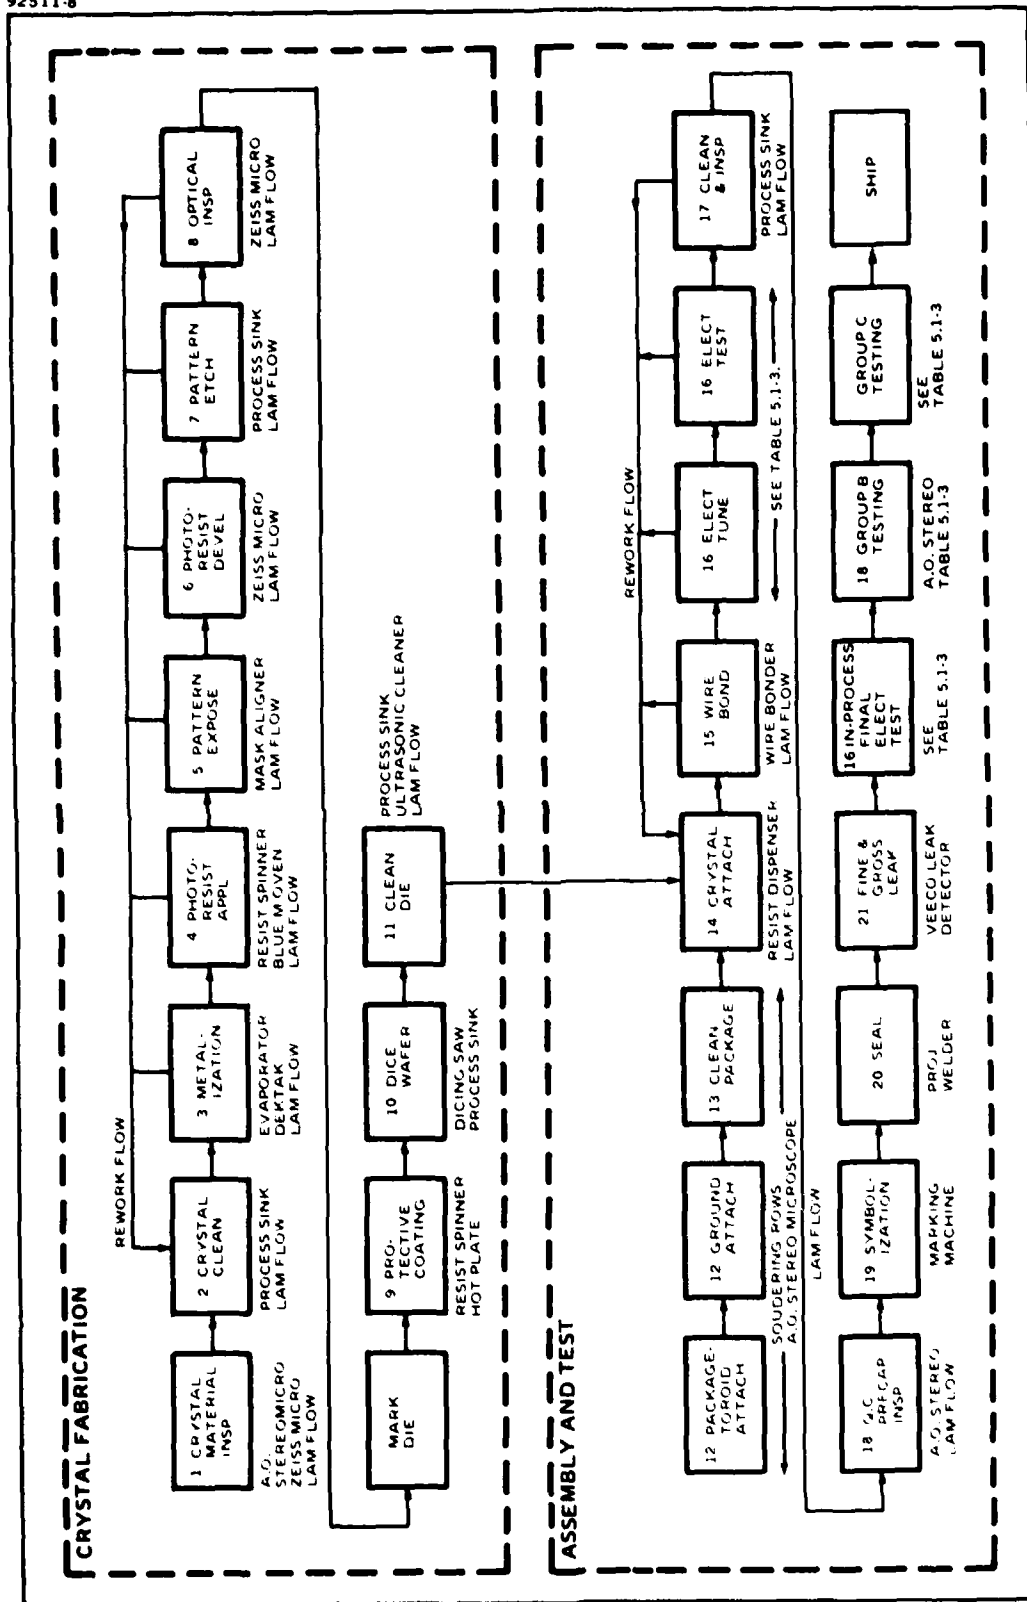 92511-8
CRYSTAL FABRICATION
REWORK FLOW
1 CRYSTAL
MATERIAL
INSP
A.O.
STEREOMICRO
ZEISS MICRO
LAM FLOW
2 CRYSTAL
CLEAN
PROCESS SINK
LAM FLOW
3 METAL-
IZATION
EVAPORATOR
DEKTAK
LAM FLOW
4 PHOTO-
RESIST
APPL
RESIST SPINNER
BLUE M OVEN
LAM FLOW
5 PATTERN
EXPOSE
MASK ALIGNER
LAM FLOW
6 PHOTO-
RESIST
DEVEL
ZEISS MICRO
LAM FLOW
7 PATTERN
ETCH
PROCESS SINK
LAM FLOW
8 OPTICAL
INSP
ZEISS MICRO
LAM FLOW
MARK
DIE
9 PRO-
TECTIVE
COATING
RESIST SPINNER
HOT PLATE
10 DICE
WAFER
DICING SAW
PROCESS SINK
11 CLEAN
DIE
PROCESS SINK
ULTRASONIC CLEANER
LAM FLOW
ASSEMBLY AND TEST
REWORK FLOW
12 PACKAGE-
TOROID
ATTACH
12 GROUND
ATTACH
13 CLEAN
PACKAGE
SOLDERING ROWS
A.O. STEREO MICROSCOPE
LAM FLOW
14 CRYSTAL
ATTACH
RESIST DISPENSER
LAM FLOW
15 WIRE
BOND
WIRE BONDER
LAM FLOW
16 ELECT
TUNE
16 ELECT
TEST
SEE TABLE 5.1-3.
17 CLEAN
& INSP
PROCESS SINK
LAM FLOW
18 Q.C
PRECAP
INSP
A.O. STEREO
LAM FLOW
19 SYMBOL-
IZATION
MARKING
MACHINE
20 SEAL
PROJ
WELDER
21 FINE &
GROSS
LEAK
VEECO LEAK
DETECTOR
16 IN-PROCESS
FINAL
ELECT
TEST
SEE
TABLE 5.1-3
18 GROUP B
TESTING
A.O. STEREO
TABLE 5.1-3
GROUP C
TESTING
SEE
TABLE 5.1-3
SHIP